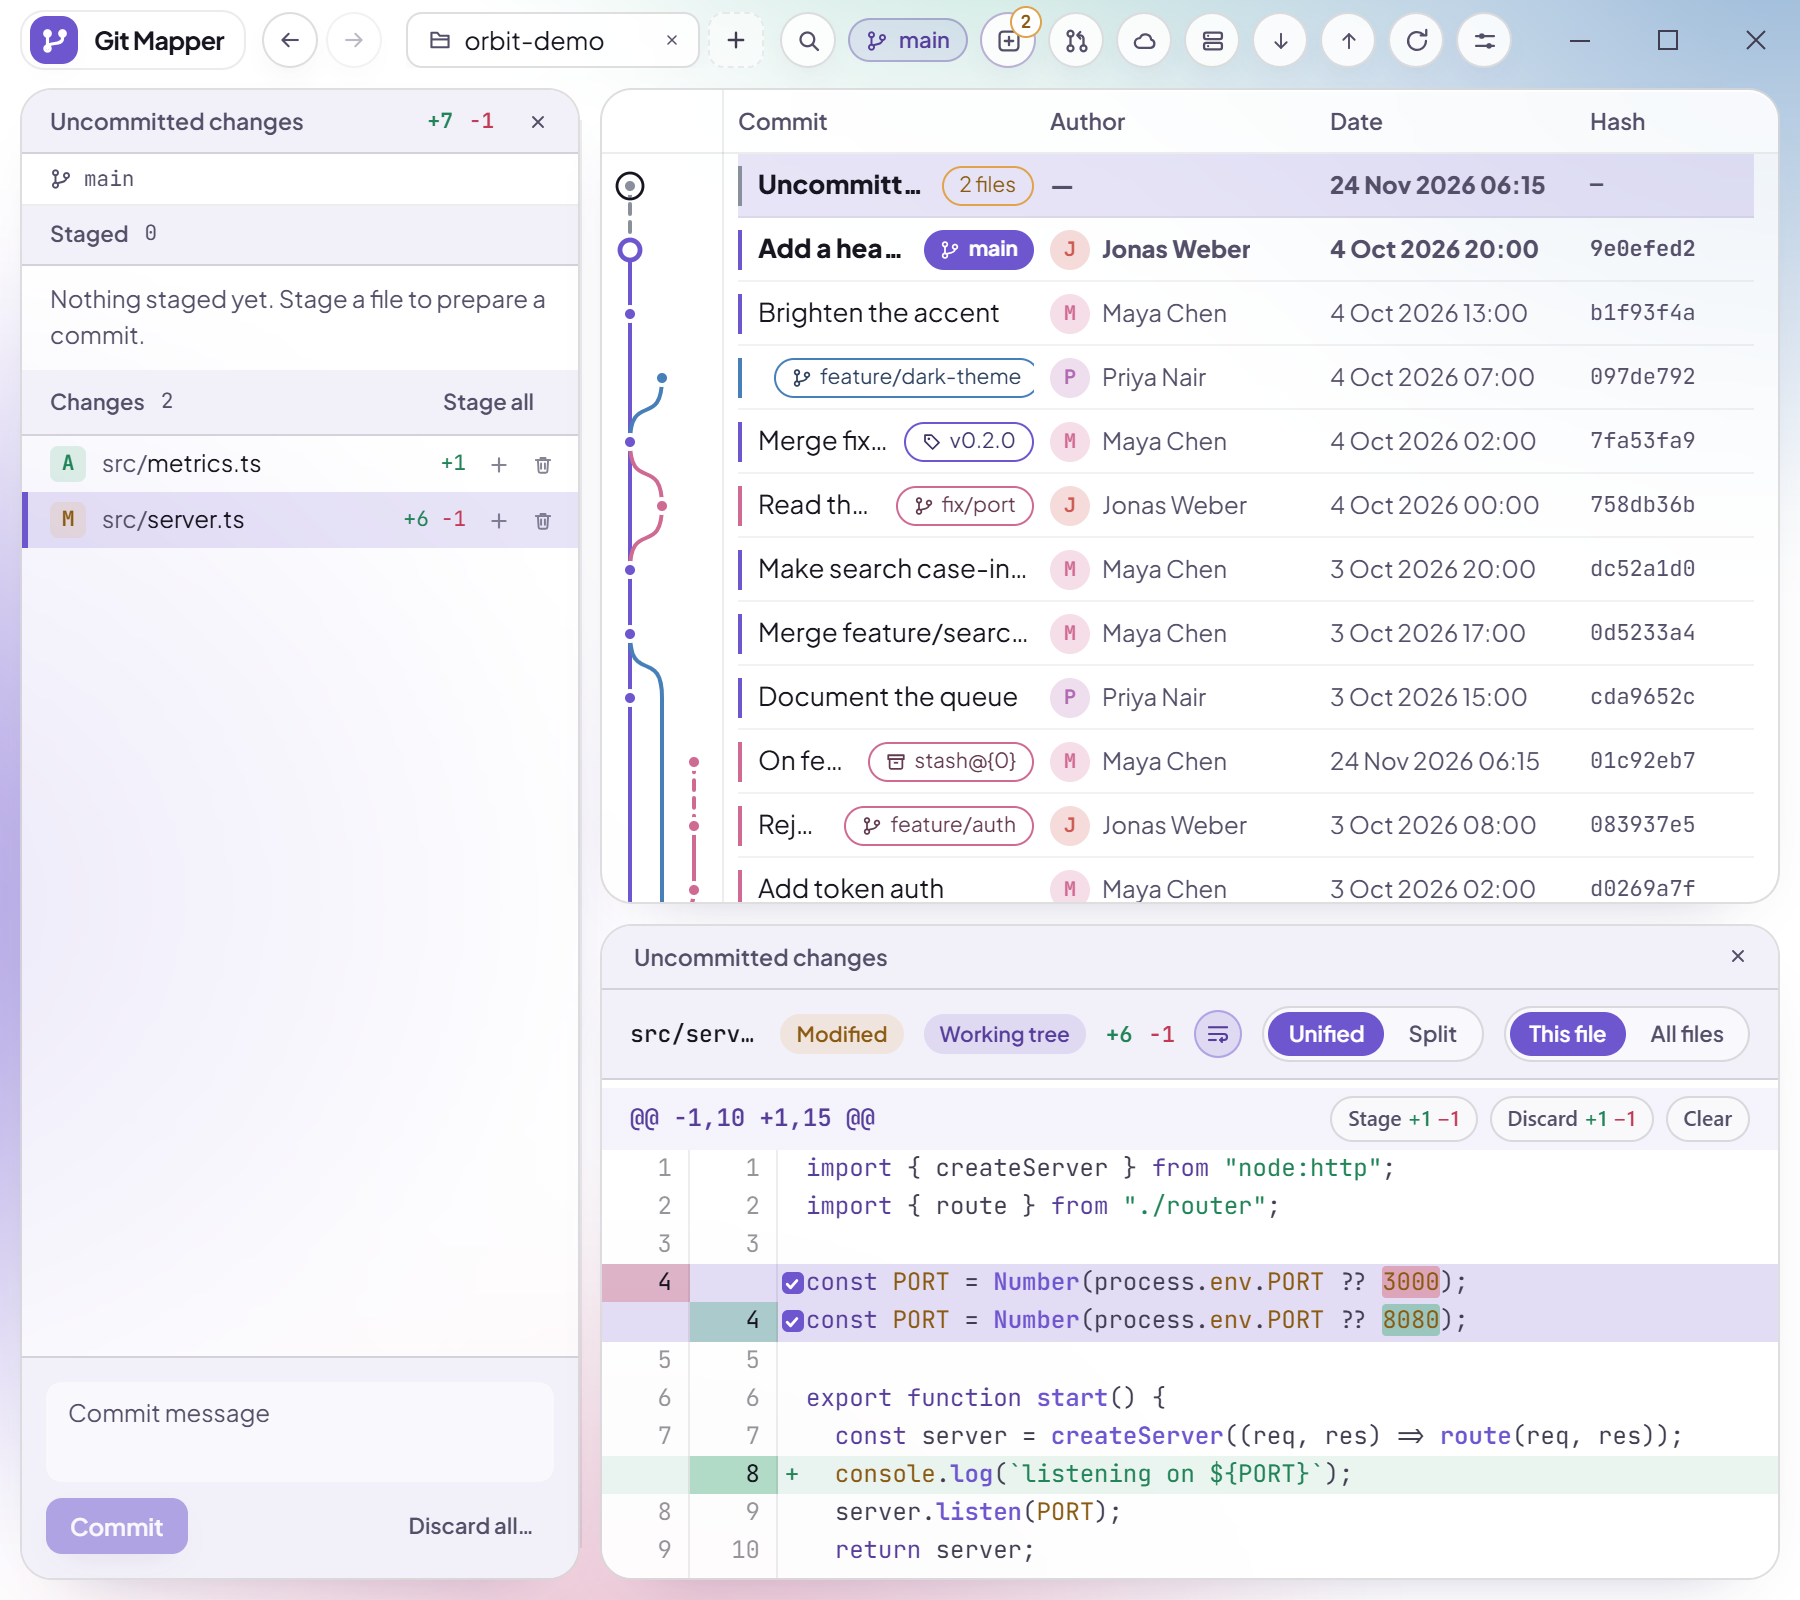 Git Mapper
orbit-demo
main
2
Uncommitted changes +7 -1
main
Staged 0
Nothing staged yet. Stage a file to prepare a
commit.
Changes 2 Stage all
A src/metrics.ts +1
M src/server.ts +6 -1
Commit message
Commit Discard all...
Commit Author Date Hash
Uncommitt... 2 files — 24 Nov 2026 06:15 —
Add a hea... main J Jonas Weber 4 Oct 2026 20:00 9e0efed2
Brighten the accent M Maya Chen 4 Oct 2026 13:00 b1f93f4a
feature/dark-theme P Priya Nair 4 Oct 2026 07:00 097de792
Merge fix... v0.2.0 M Maya Chen 4 Oct 2026 02:00 7fa53fa9
Read th... fix/port J Jonas Weber 4 Oct 2026 00:00 758db36b
Make search case-in... M Maya Chen 3 Oct 2026 20:00 dc52a1d0
Merge feature/searc... M Maya Chen 3 Oct 2026 17:00 0d5233a4
Document the queue P Priya Nair 3 Oct 2026 15:00 cda9652c
On fe... stash@{0} M Maya Chen 24 Nov 2026 06:15 01c92eb7
Rej... feature/auth J Jonas Weber 3 Oct 2026 08:00 083937e5
Add token auth M Maya Chen 3 Oct 2026 02:00 d0269a7f
Uncommitted changes
src/serv... Modified Working tree +6 -1 Unified Split This file All files
@@ -1,10 +1,15 @@ Stage +1 −1 Discard +1 −1 Clear
1 1 import { createServer } from "node:http";
2 2 import { route } from "./router";
3 3
4 const PORT = Number(process.env.PORT ?? 3000);
4 const PORT = Number(process.env.PORT ?? 8080);
5 5
6 6 export function start() {
7 7 const server = createServer((req, res) => route(req, res));
8 + console.log(`listening on ${PORT}`);
8 9 server.listen(PORT);
9 10 return server;